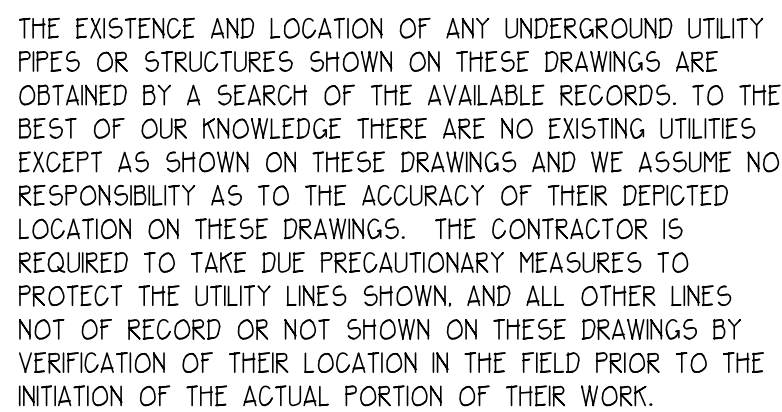 THE EXISTENCE AND LOCATION OF ANY UNDERGROUND UTILITY
PIPES OR STRUCTURES SHOWN ON THESE DRAWINGS ARE
OBTAINED BY A SEARCH OF THE AVAILABLE RECORDS. TO THE
BEST OF OUR KNOWLEDGE THERE ARE NO EXISTING UTILITIES
EXCEPT AS SHOWN ON THESE DRAWINGS AND WE ASSUME NO
RESPONSIBILITY AS TO THE ACCURACY OF THEIR DEPICTED
LOCATION ON THESE DRAWINGS. THE CONTRACTOR IS
REQUIRED TO TAKE DUE PRECAUTIONARY MEASURES TO
PROTECT THE UTILITY LINES SHOWN, AND ALL OTHER LINES
NOT OF RECORD OR NOT SHOWN ON THESE DRAWINGS BY
VERIFICATION OF THEIR LOCATION IN THE FIELD PRIOR TO THE
INITIATION OF THE ACTUAL PORTION OF THEIR WORK.